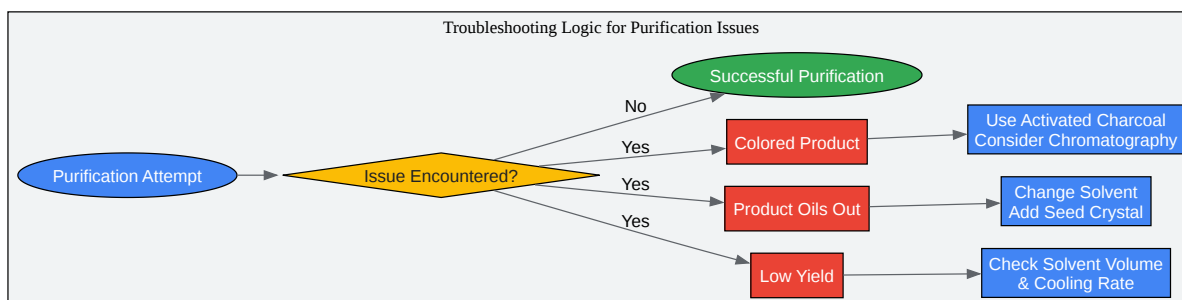 Troubleshooting Logic for Purification Issues
Successful Purification
No
Use Activated Charcoal
Consider Chromatography
Yes
Colored Product
Purification Attempt
Issue Encountered?
Yes
Product Oils Out
Change Solvent
Add Seed Crystal
Yes
Low Yield
Check Solvent Volume
& Cooling Rate